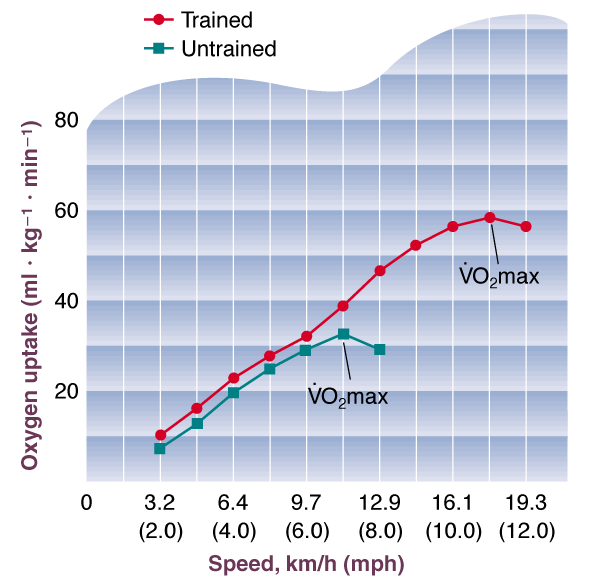 Trained
Untrained
Oxygen uptake (ml · kg⁻¹ · min⁻¹)
80
60
40
20
V̇O₂max
V̇O₂max
0 3.2 6.4 9.7 12.9 16.1 19.3
(2.0) (4.0) (6.0) (8.0) (10.0) (12.0)
Speed, km/h (mph)